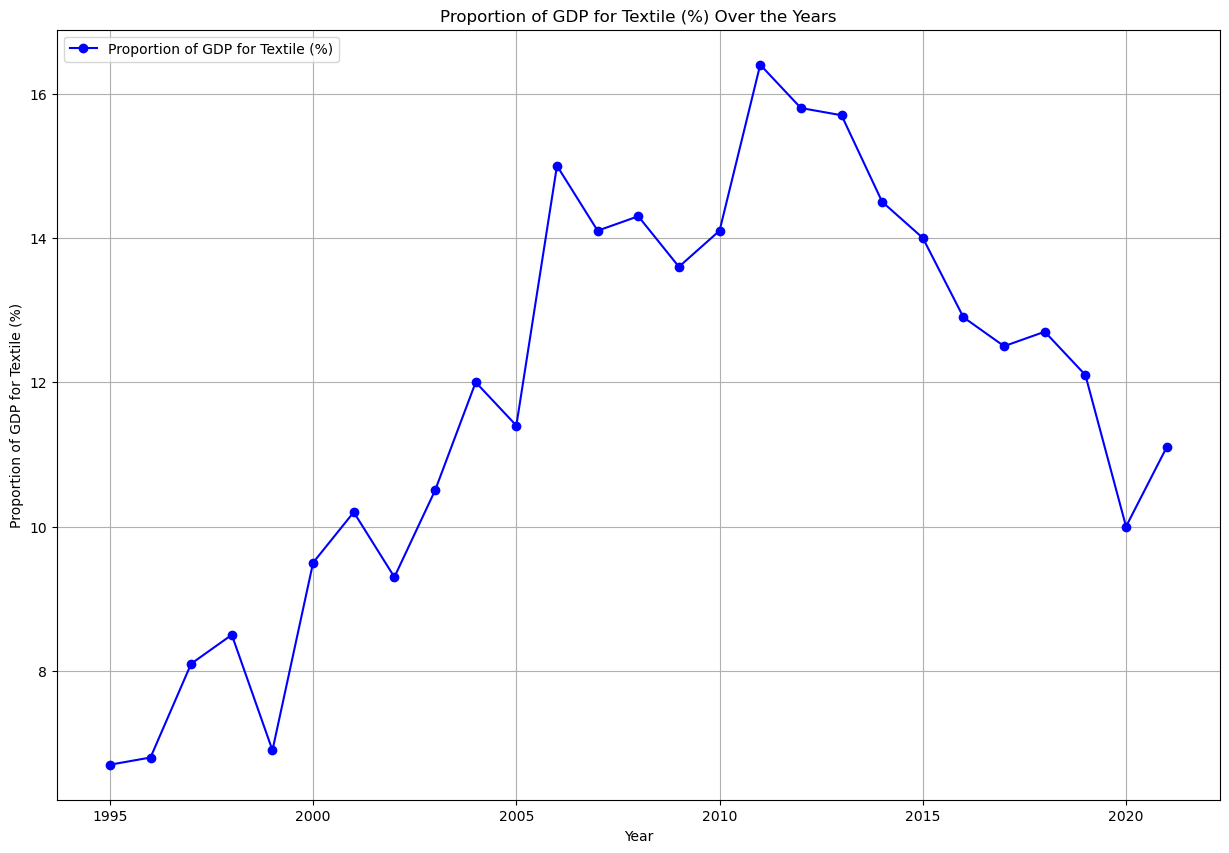 Proportion of GDP for Textile (%) Over the Years
Proportion of GDP for Textile (%)
Proportion of GDP for Textile (%)
16
14
12
10
8
1995 2000 2005 2010 2015 2020
Year